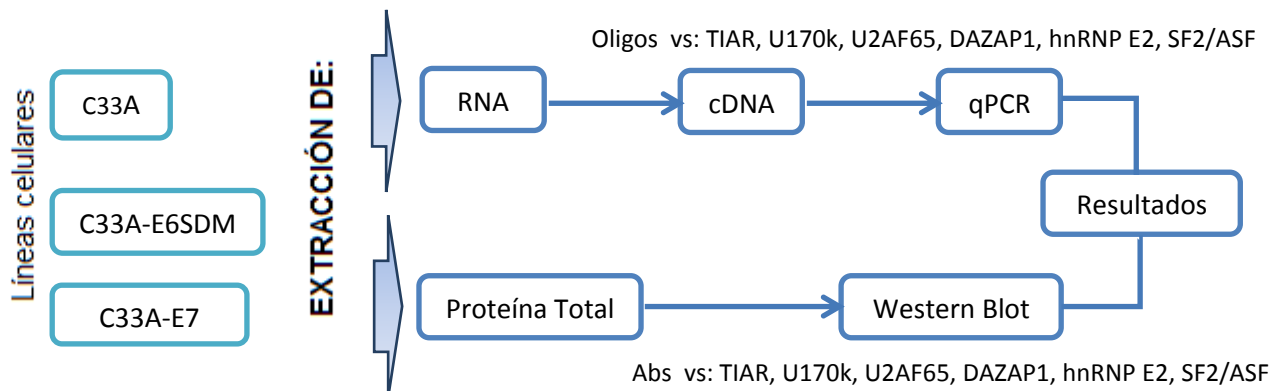 Líneas celulares
C33A
C33A-E6SDM
C33A-E7
EXTRACCIÓN DE:
Oligos vs: TIAR, U170k, U2AF65, DAZAP1, hnRNP E2, SF2/ASF
RNA
cDNA
qPCR
Resultados
Proteína Total
Western Blot
Abs vs: TIAR, U170k, U2AF65, DAZAP1, hnRNP E2, SF2/ASF